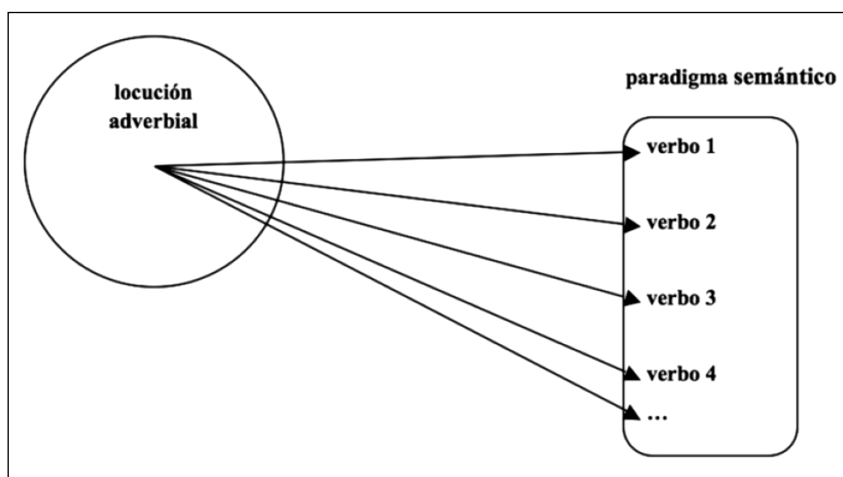 locución
adverbial
paradigma semántico
verbo 1
verbo 2
verbo 3
verbo 4
...